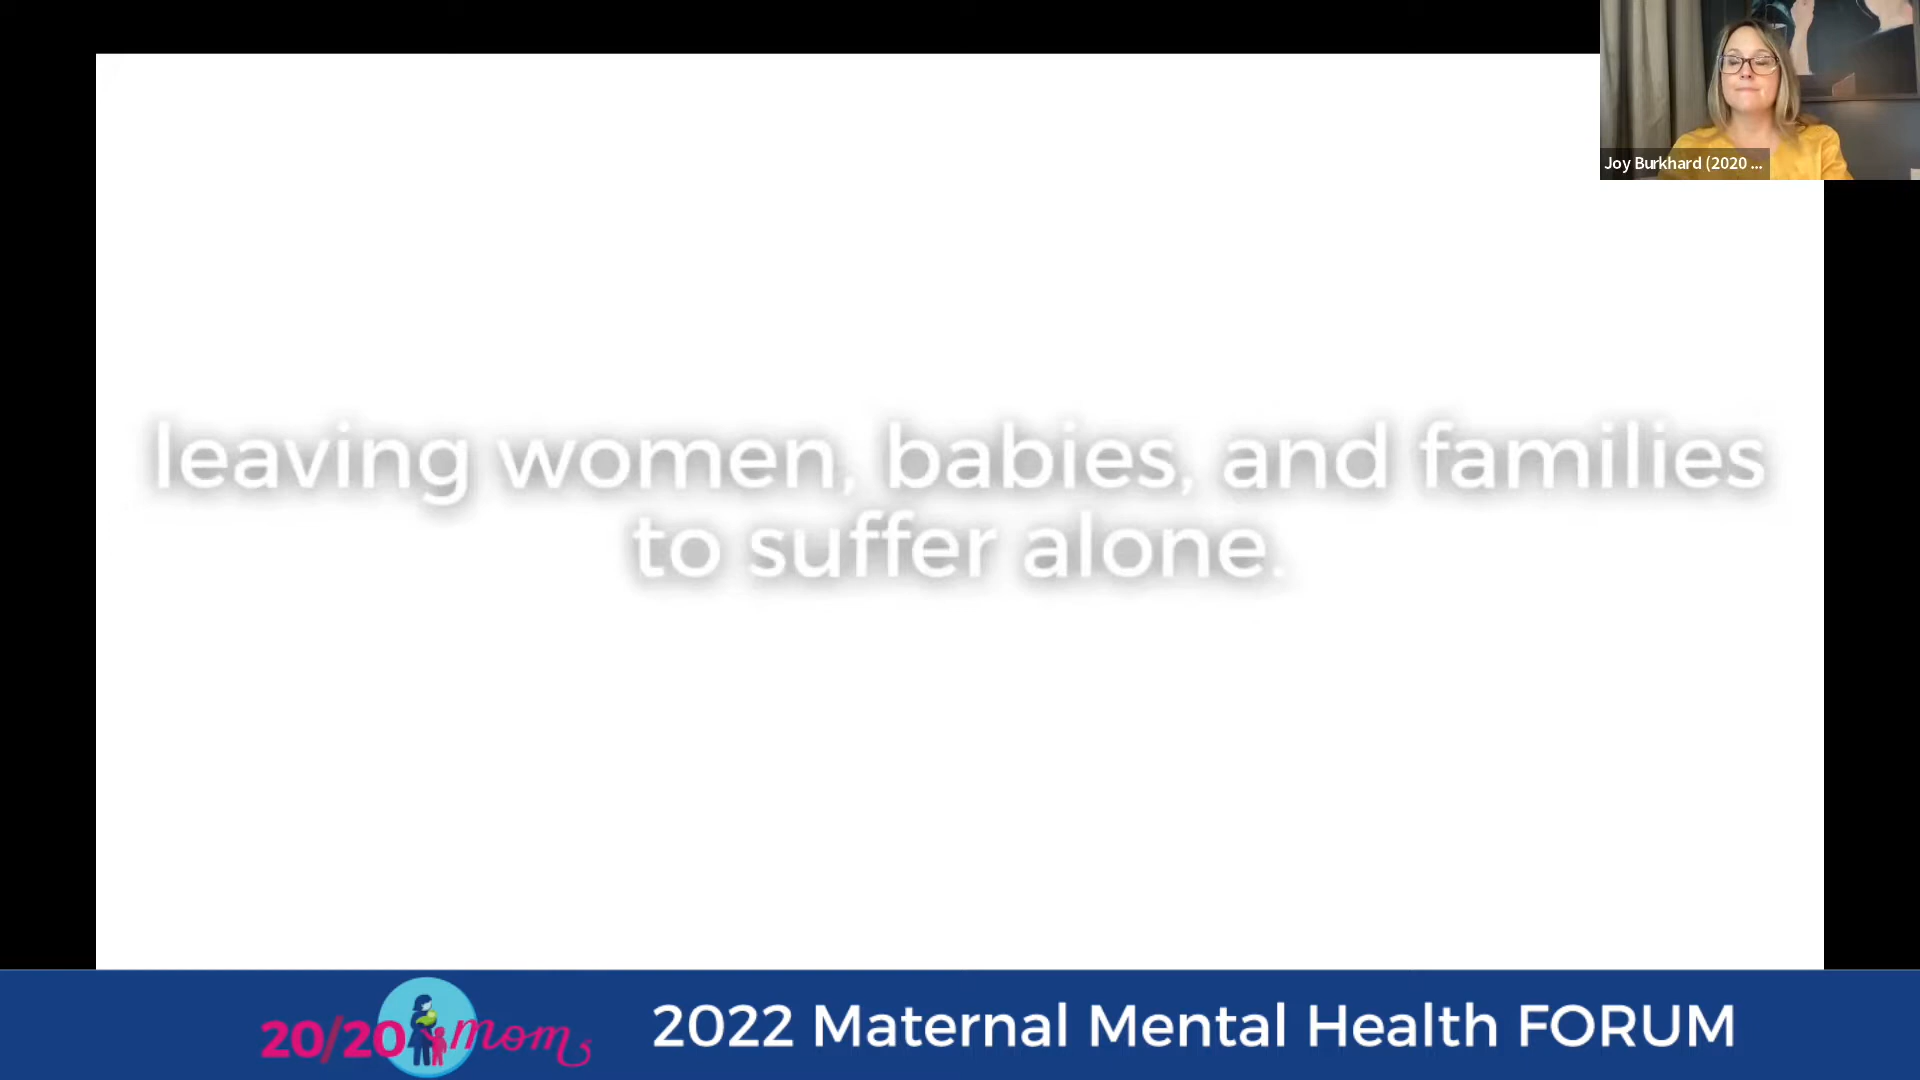 Joy Burkhard (2020 ...
leaving women, babies, and families
to suffer alone.
20/20 mom
2022 Maternal Mental Health FORUM